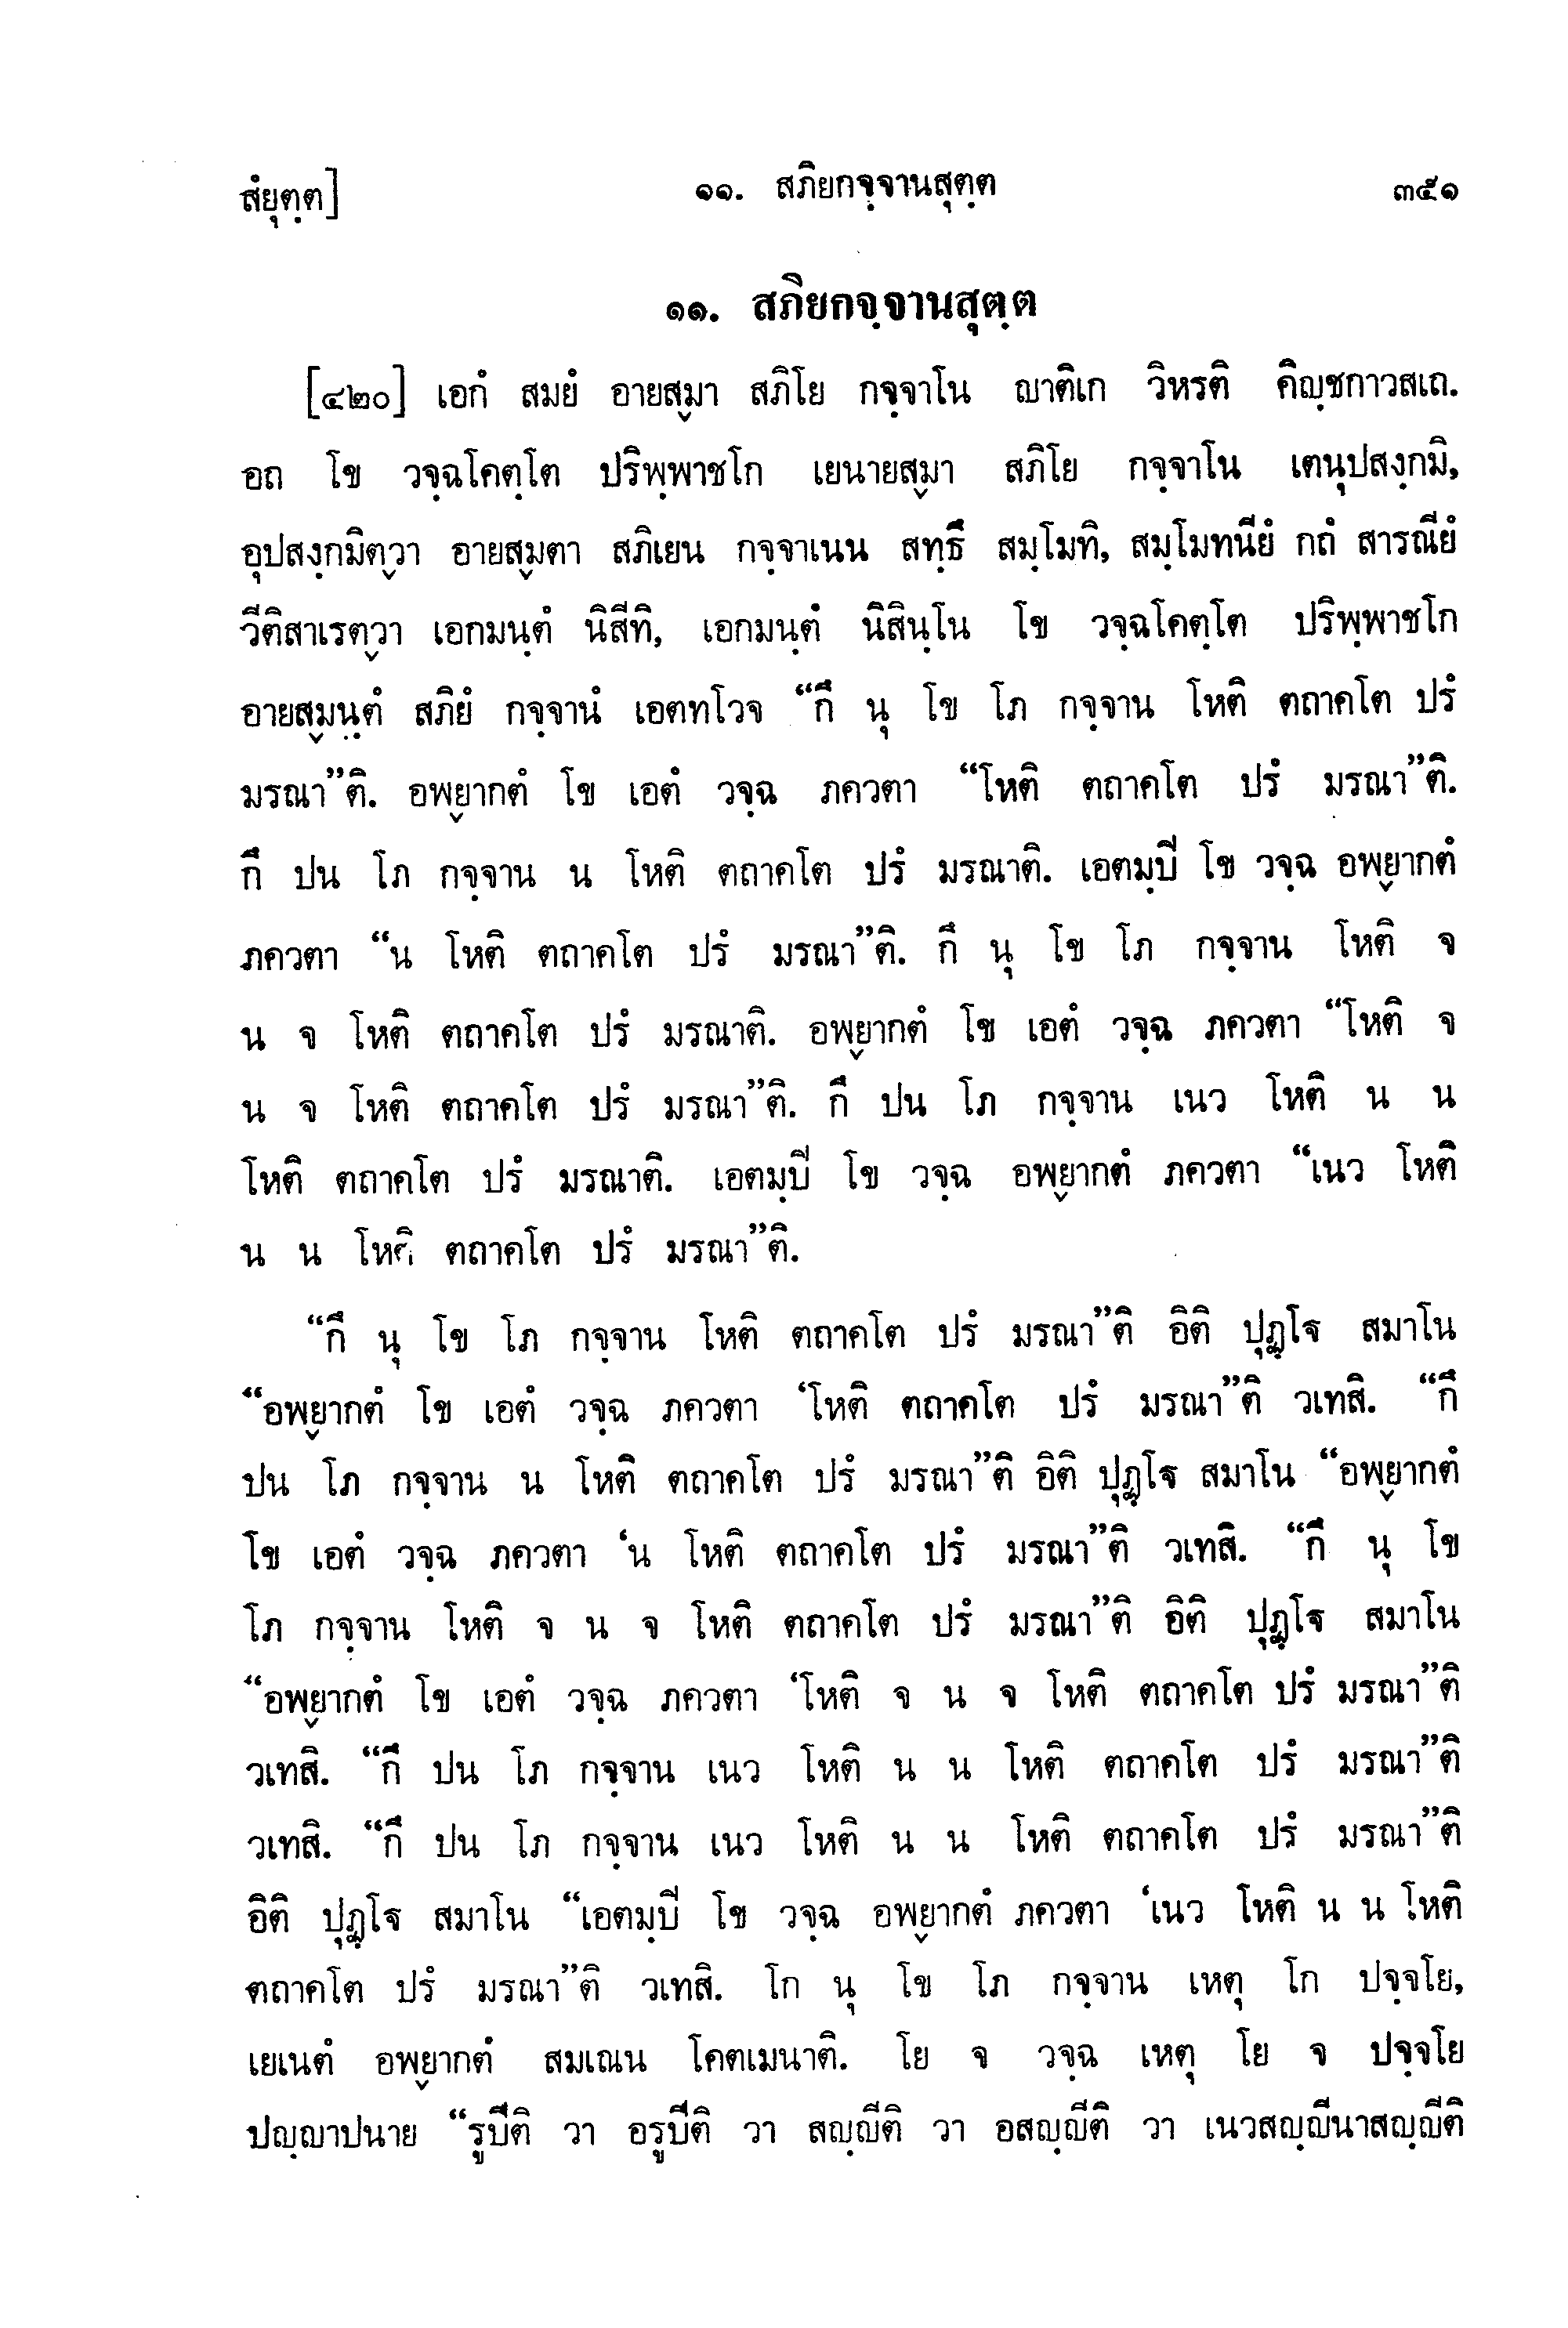 สํยุตฺต] ๑๑. สภิยกจฺจานสุตฺต ๓๕๑
๑๑. สภิยกจฺจานสุตฺต
[๔๒๐] เอกํ สมยํ อายสฺมา สภิโย กจฺจาโน ญาติเก วิหรติ คิญฺชกาวสเถ.
อถ โข วจฺฉโคตฺโต ปริพฺพาชโก เยนายสฺมา สภิโย กจฺจาโน เตนุปสงฺกมิ,
อุปสงฺกมิตฺวา อายสฺมตา สภิเยน กจฺจาเนน สทฺธึ สมฺโมทิ, สมฺโมทนียํ กถํ สารณียํ
วีติสาเรตฺวา เอกมนฺตํ นิสีทิ, เอกมนฺตํ นิสินฺโน โข วจฺฉโคตฺโต ปริพฺพาชโก
อายสฺมนฺตํ สภิยํ กจฺจานํ เอตทโวจ “กึ นุ โข โภ กจฺจาน โหติ ตถาคโต ปรํ
มรณา”ติ. อพฺยากตํ โข เอตํ วจฺฉ ภควตา “โหติ ตถาคโต ปรํ มรณา”ติ.
กึ ปน โภ กจฺจาน น โหติ ตถาคโต ปรํ มรณาติ. เอตมฺปิ โข วจฺฉ อพฺยากตํ
ภควตา “น โหติ ตถาคโต ปรํ มรณา”ติ. กึ นุ โข โภ กจฺจาน โหติ จ
น จ โหติ ตถาคโต ปรํ มรณาติ. อพฺยากตํ โข เอตํ วจฺฉ ภควตา “โหติ จ
น จ โหติ ตถาคโต ปรํ มรณา”ติ. กึ ปน โภ กจฺจาน เนว โหติ น น
โหติ ตถาคโต ปรํ มรณาติ. เอตมฺปิ โข วจฺฉ อพฺยากตํ ภควตา “เนว โหติ
น น โหติ ตถาคโต ปรํ มรณา”ติ.
“กึ นุ โข โภ กจฺจาน โหติ ตถาคโต ปรํ มรณา”ติ อิติ ปุฏฺโฐ สมาโน
“อพฺยากตํ โข เอตํ วจฺฉ ภควตา ‘โหติ ตถาคโต ปรํ มรณา”ติ วเทสิ. “กึ
ปน โภ กจฺจาน น โหติ ตถาคโต ปรํ มรณา”ติ อิติ ปุฏฺโฐ สมาโน “อพฺยากตํ
โข เอตํ วจฺฉ ภควตา ‘น โหติ ตถาคโต ปรํ มรณา”ติ วเทสิ. “กึ นุ โข
โภ กจฺจาน โหติ จ น จ โหติ ตถาคโต ปรํ มรณา”ติ อิติ ปุฏฺโฐ สมาโน
“อพฺยากตํ โข เอตํ วจฺฉ ภควตา ‘โหติ จ น จ โหติ ตถาคโต ปรํ มรณา”ติ
วเทสิ. “กึ ปน โภ กจฺจาน เนว โหติ น น โหติ ตถาคโต ปรํ มรณา”ติ
วเทสิ. “กึ ปน โภ กจฺจาน เนว โหติ น น โหติ ตถาคโต ปรํ มรณา”ติ
อิติ ปุฏฺโฐ สมาโน “เอตมฺปิ โข วจฺฉ อพฺยากตํ ภควตา ‘เนว โหติ น น โหติ
ตถาคโต ปรํ มรณา”ติ วเทสิ. โก นุ โข โภ กจฺจาน เหตุ โก ปจฺจโย,
เยเนตํ อพฺยากตํ สมเณน โคตเมนาติ. โย จ วจฺฉ เหตุ โย จ ปจฺจโย
ปญฺญาปนาย “รูปีติ วา อรูปีติ วา สญฺญีติ วา อสญฺญีติ วา เนวสญฺญีนาสญฺญีติ